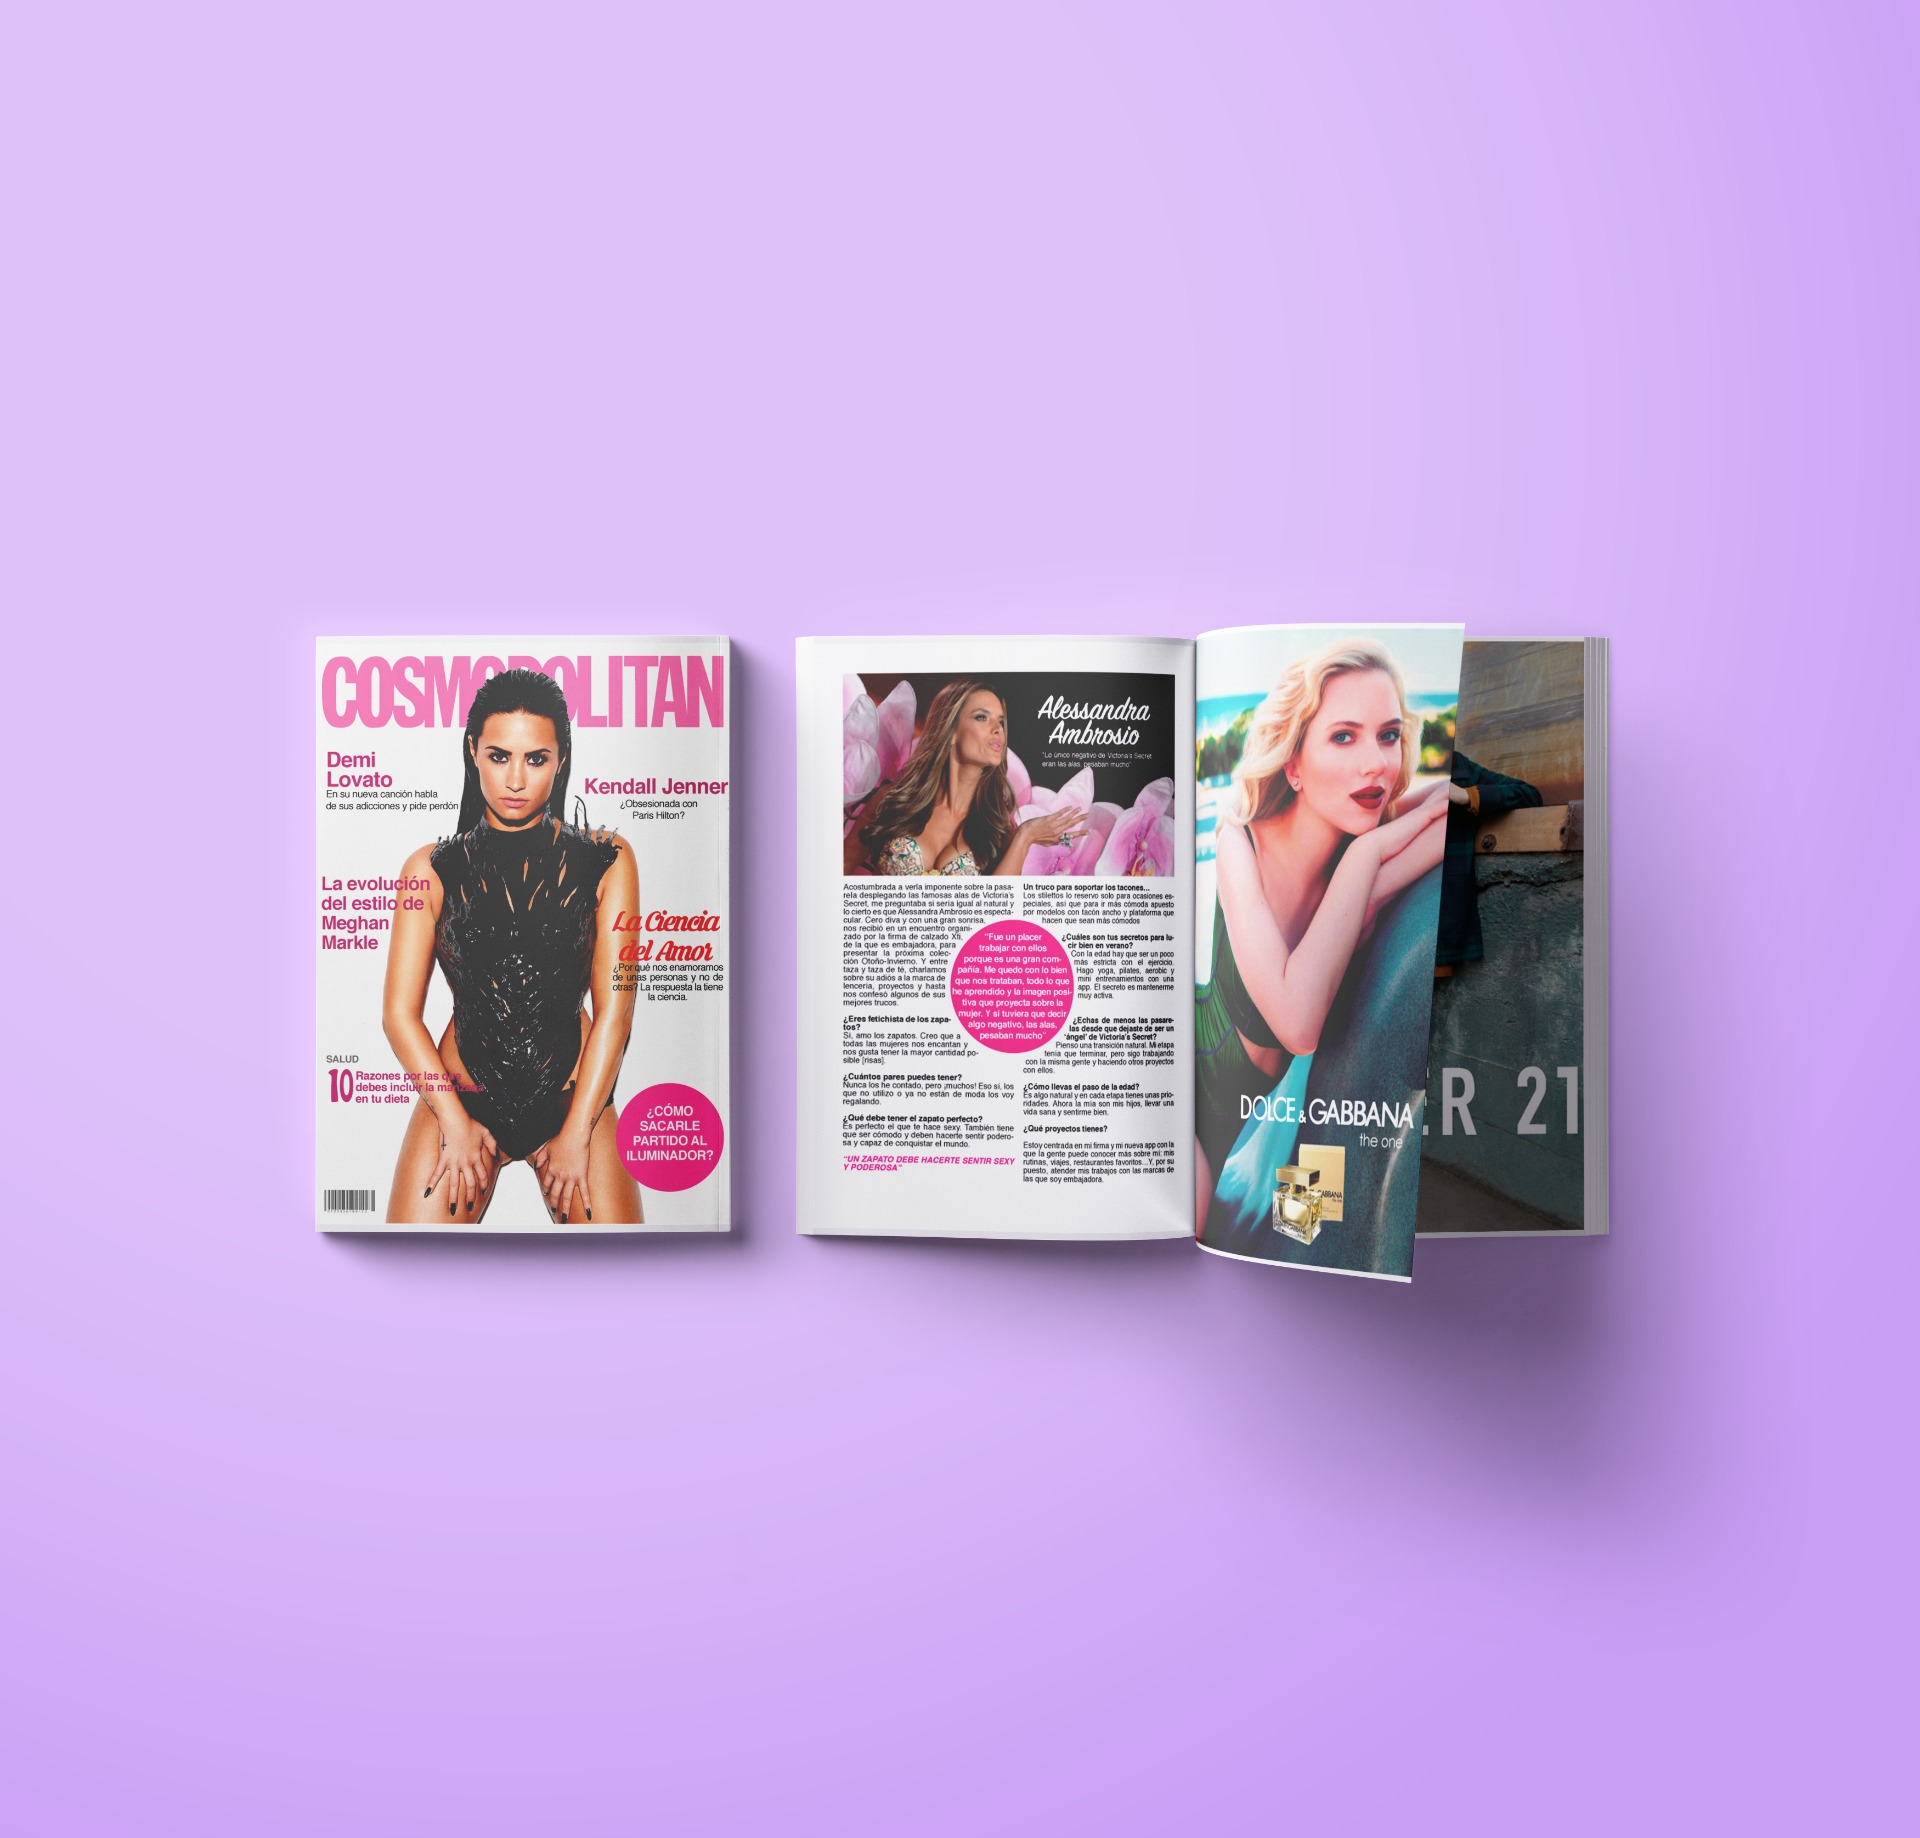 COSMOPOLITAN
Demi
Lovato
En su nueva canción habla
de sus adicciones y pide perdón
Kendall Jenner
¿Obsesionada con
Paris Hilton?
La evolución
del estilo de
Meghan
Markle
La Ciencia
del Amor
¿Por qué nos enamoramos
de unas personas y no de
otras? La respuesta la tiene
la ciencia.
SALUD
10 Razones por las que
debes incluir la manzana
en tu dieta
¿CÓMO
SACARLE
PARTIDO AL
ILUMINADOR?
Alessandra
Ambrosio
"Lo único negativo de Victoria's Secret
eran las alas, pesaban mucho"
Acostumbrada a verla imponente sobre la pasa-
rela desplegando las famosas alas de Victoria's
Secret, me preguntaba si sería igual al natural y
lo cierto es que Alessandra Ambrosio es especta-
cular. Cero diva y con una gran sonrisa,
nos recibió en un encuentro organi-
zado por la firma de calzado Xti,
de la que es embajadora, para
presentar la próxima colec-
ción Otoño-Invierno. Y entre
taza y taza de té, charlamos
sobre su adiós a la marca de
lencería, proyectos y hasta
nos confesó algunos de sus
mejores trucos.
¿Eres fetichista de los zapa-
tos?
Sí, amo los zapatos. Creo que a
todas las mujeres nos encantan y
nos gusta tener la mayor cantidad po-
sible [risas].
¿Cuántos pares puedes tener?
Nunca los he contado, pero ¡muchos! Eso sí, los
que no utilizo o ya no están de moda los voy
regalando.
¿Qué debe tener el zapato perfecto?
Es perfecto el que te hace sexy. También tiene
que ser cómodo y deben hacerte sentir podero-
sa y capaz de conquistar el mundo.
"UN ZAPATO DEBE HACERTE SENTIR SEXY
Y PODEROSA"
"Fue un placer
trabajar con ellos
porque es una gran com-
pañía. Me quedo con lo bien
que nos trataban, todo lo que
he aprendido y la imagen posi-
tiva que proyecta sobre la
mujer. Y si tuviera que decir
algo negativo, las alas,
pesaban mucho"
Un truco para soportar los tacones...
Los stilettos lo reservo solo para ocasiones es-
peciales, así que para ir más cómoda apuesto
por modelos con tacón ancho y plataforma que
hacen que sean más cómodos
¿Cuáles son tus secretos para lu-
cir bien en verano?
Con la edad hay que ser un poco
más estricta con el ejercicio.
Hago yoga, pilates, aerobic y
mini entrenamientos con una
app. El secreto es mantenerme
muy activa.
¿Echas de menos las pasare-
las desde que dejaste de ser un
'ángel' de Victoria's Secret?
Pienso una transición natural. Mi etapa
tenía que terminar, pero sigo trabajando
con la misma gente y haciendo otros proyectos
con ellos.
¿Cómo llevas el paso de la edad?
Es algo natural y en cada etapa tienes unas prio-
ridades. Ahora la mía son mis hijos, llevar una
vida sana y sentirme bien.
¿Qué proyectos tienes?
Estoy centrada en mi firma y mi nueva app con la
que la gente puede conocer más sobre mí: mis
rutinas, viajes, restaurantes favoritos...Y, por su
puesto, atender mis trabajos con las marcas de
las que soy embajadora.
DOLCE & GABBANA
the one
ER 21